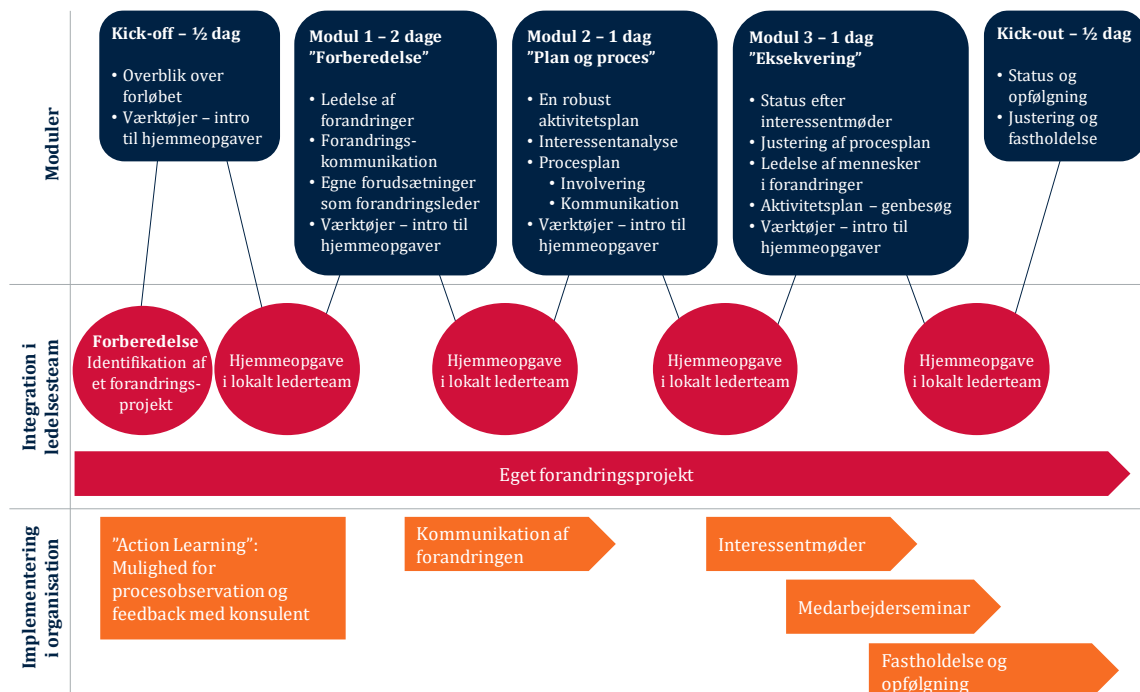 Moduler
Kick-off – ½ dag
• Overblik over
forløbet
• Værktøjer – intro
til hjemmeopgaver
Modul 1 – 2 dage
”Forberedelse”
• Ledelse af
forandringer
• Forandrings-
kommunikation
• Egne forudsætninger
som forandringsleder
• Værktøjer – intro til
hjemmeopgaver
Modul 2 – 1 dag
”Plan og proces”
• En robust
aktivitetsplan
• Interessentanalyse
• Procesplan
• Involvering
• Kommunikation
• Værktøjer – intro til
hjemmeopgaver
Modul 3 – 1 dag
”Eksekvering”
• Status efter
interessentmøder
• Justering af procesplan
• Ledelse af mennesker
i forandringer
• Aktivitetsplan – genbesøg
• Værktøjer – intro til
hjemmeopgaver
Kick-out – ½ dag
• Status og
opfølgning
• Justering og
fastholdelse
Integration i
ledelsesteam
Forberedelse
Identifikation af
et forandrings-
projekt
Hjemmeopgave
i lokalt lederteam
Hjemmeopgave
i lokalt lederteam
Hjemmeopgave
i lokalt lederteam
Hjemmeopgave
i lokalt lederteam
Eget forandringsprojekt
Implementering
i organisation
”Action Learning”:
Mulighed for
procesobservation og
feedback med konsulent
Kommunikation af
forandringen
Interessentmøder
Medarbejderseminar
Fastholdelse og
opfølgning